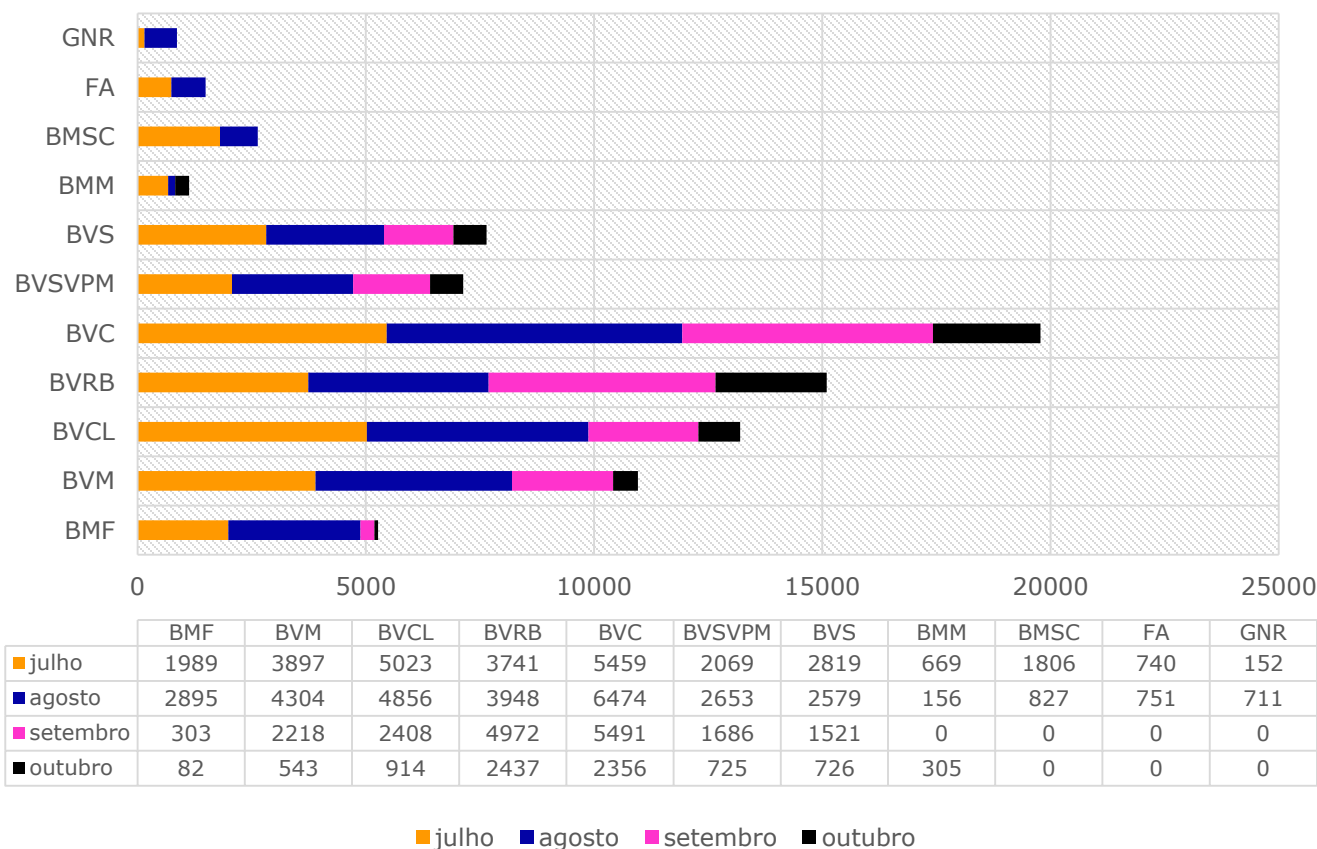 GNR
FA
BMSC
BMM
BVS
BVSVPM
BVC
BVRB
BVCL
BVM
BMF
0 5000 10000 15000 20000 25000
BMF BVM BVCL BVRB BVC BVSVPM BVS BMM BMSC FA GNR
julho 1989 3897 5023 3741 5459 2069 2819 669 1806 740 152
agosto 2895 4304 4856 3948 6474 2653 2579 156 827 751 711
setembro 303 2218 2408 4972 5491 1686 1521 0 0 0 0
outubro 82 543 914 2437 2356 725 726 305 0 0 0
julho agosto setembro outubro